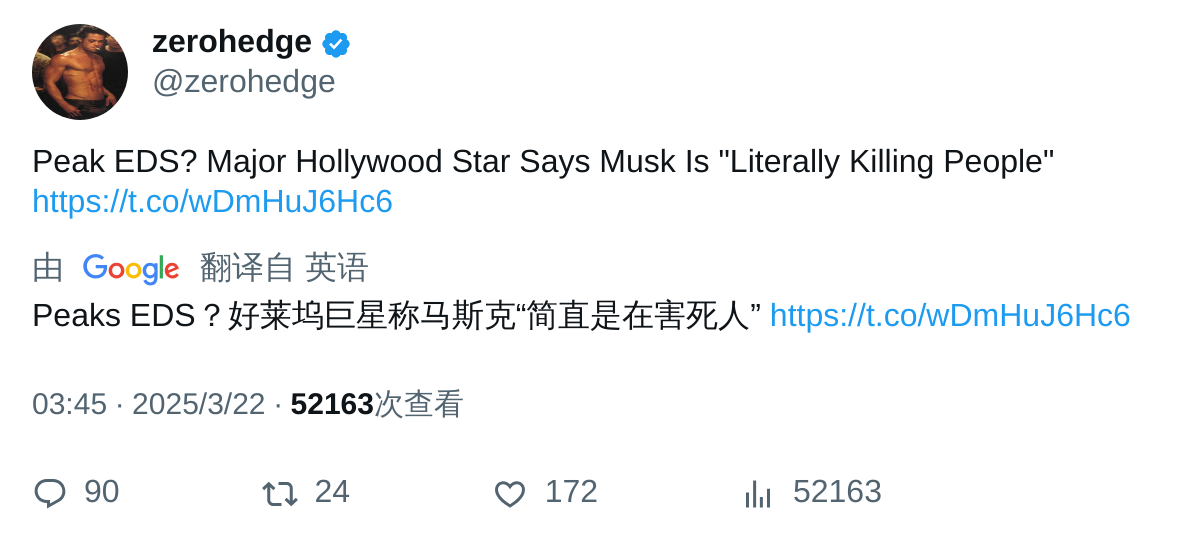 zerohedge
@zerohedge
Peak EDS? Major Hollywood Star Says Musk Is "Literally Killing People"
https://t.co/wDmHuJ6Hc6
由 Google 翻译自 英语
Peaks EDS？好莱坞巨星称马斯克“简直是在害死人” https://t.co/wDmHuJ6Hc6
03:45 · 2025/3/22 · 52163次查看
90 24 172 52163